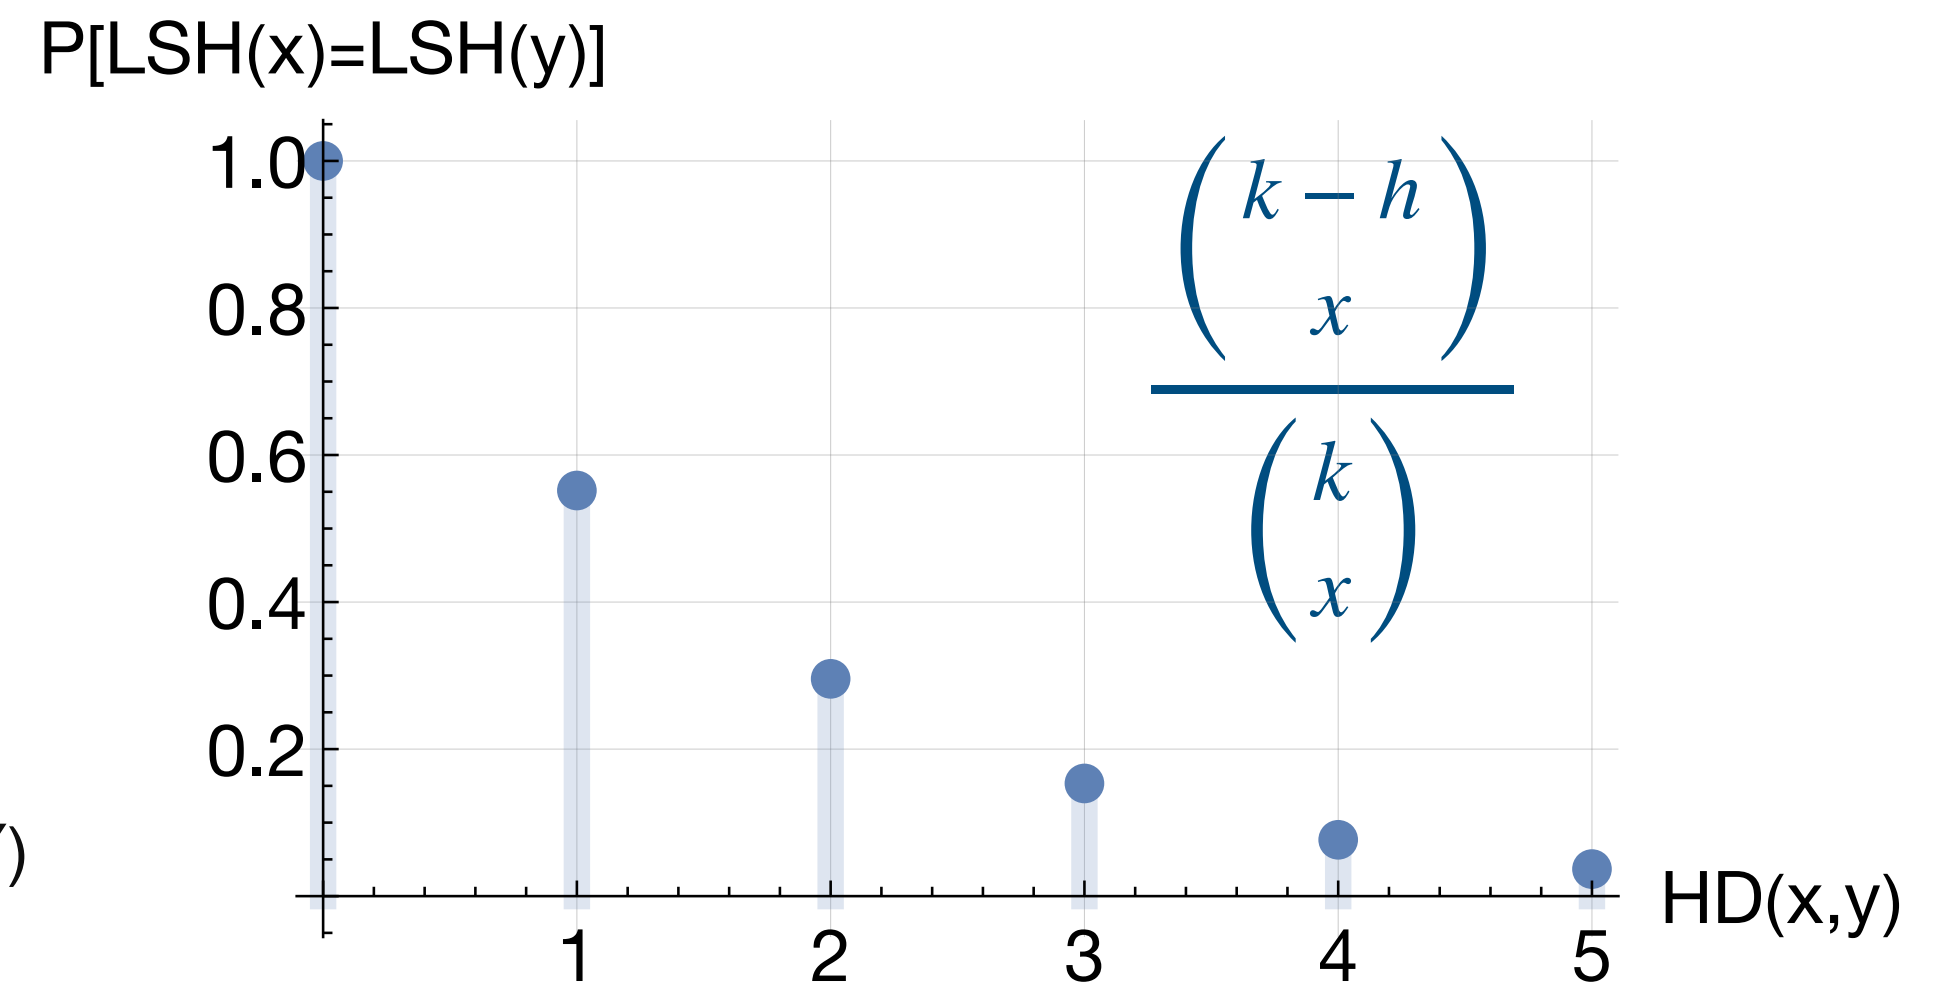 P[LSH(x)=LSH(y)]
1.0
0.8
0.6
0.4
0.2
k − h
x
k
x
)
HD(x,y)
1 2 3 4 5